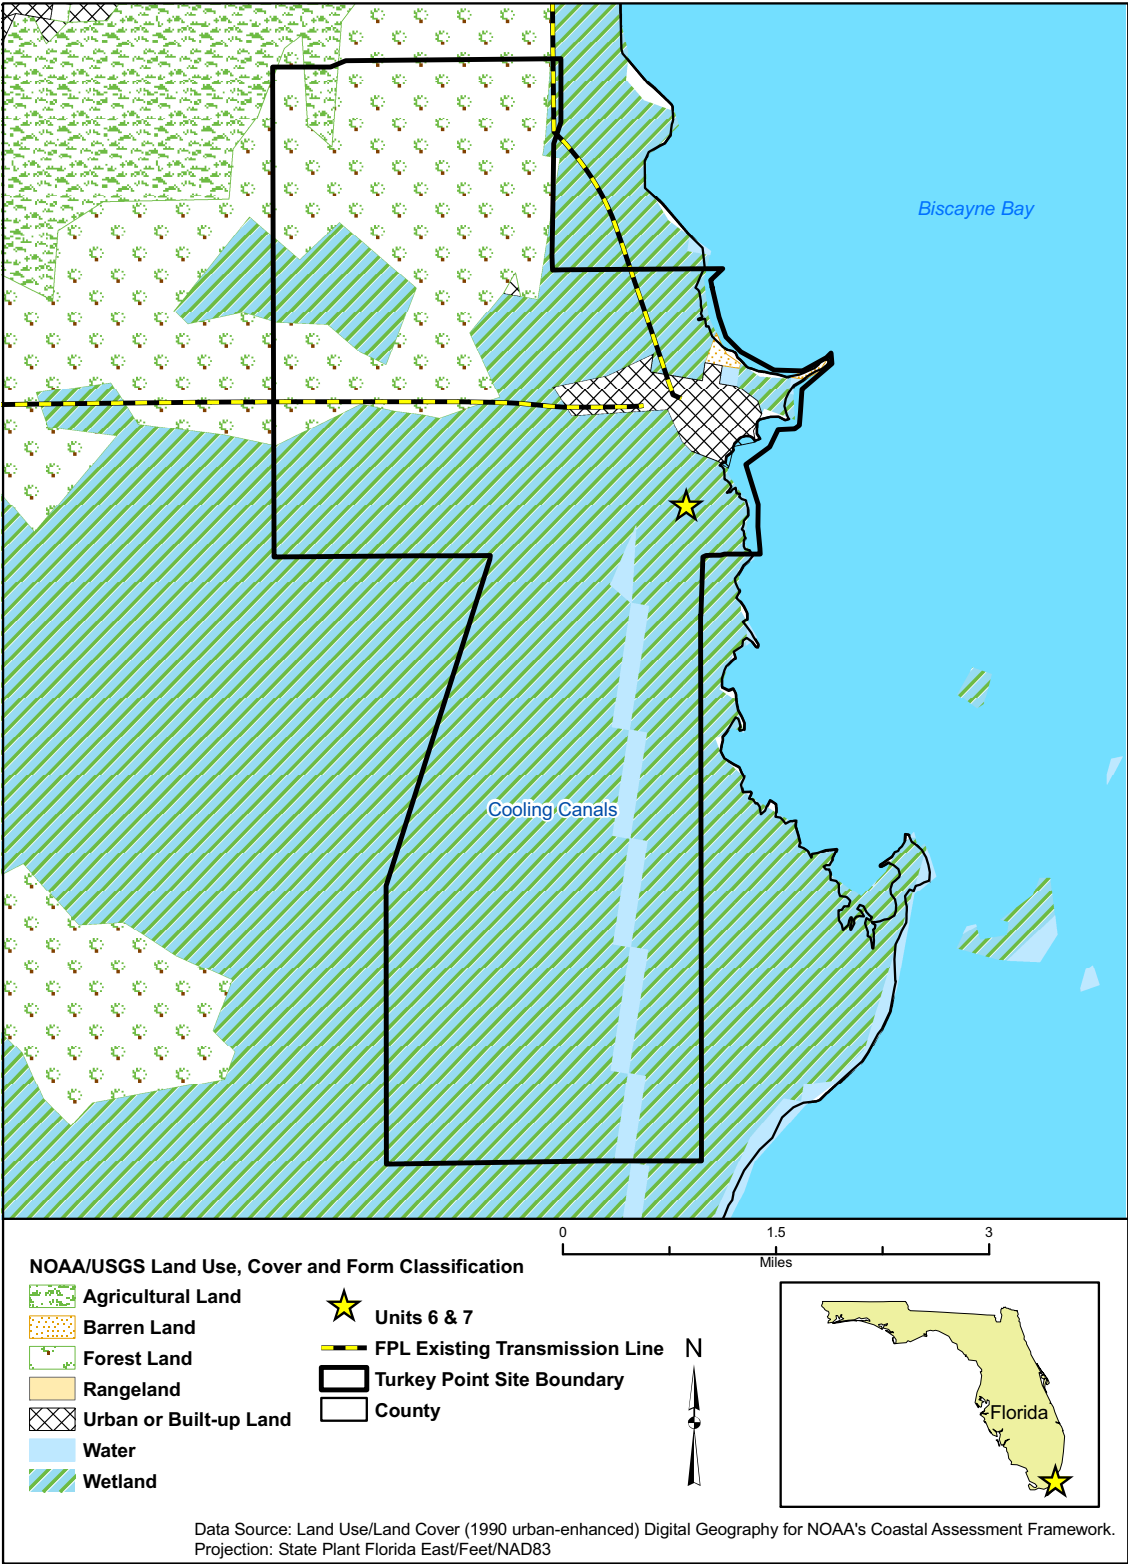 Biscayne Bay
Cooling Canals
0 1.5 3
Miles
NOAA/USGS Land Use, Cover and Form Classification
Agricultural Land
Barren Land
Forest Land
Rangeland
Urban or Built-up Land
Water
Wetland
Units 6 & 7
FPL Existing Transmission Line
Turkey Point Site Boundary
County
N
Florida
Data Source: Land Use/Land Cover (1990 urban-enhanced) Digital Geography for NOAA's Coastal Assessment Framework.
Projection: State Plant Florida East/Feet/NAD83